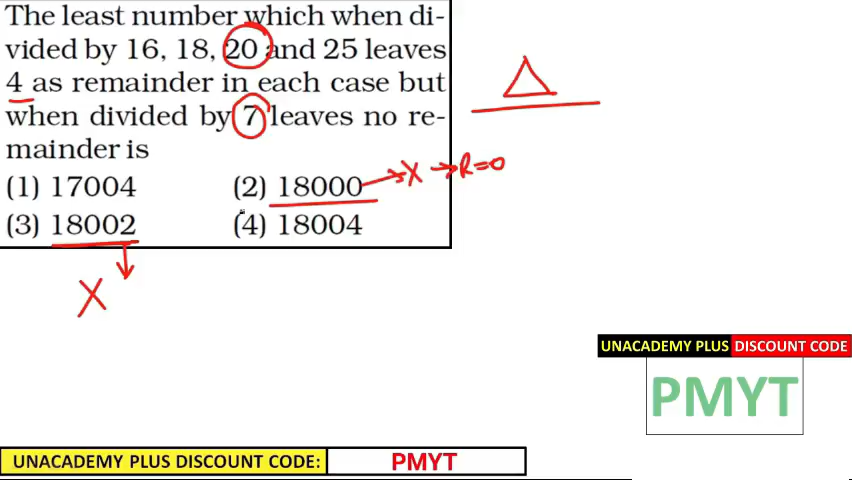 The least number which when di-
vided by 16, 18, 20 and 25 leaves
4 as remainder in each case but
when divided by 7 leaves no re-
mainder is
(1) 17004 (2) 18000 → X → R=0
(3) 18002 (4) 18004
X
UNACADEMY PLUS DISCOUNT CODE
PMYT
UNACADEMY PLUS DISCOUNT CODE: PMYT